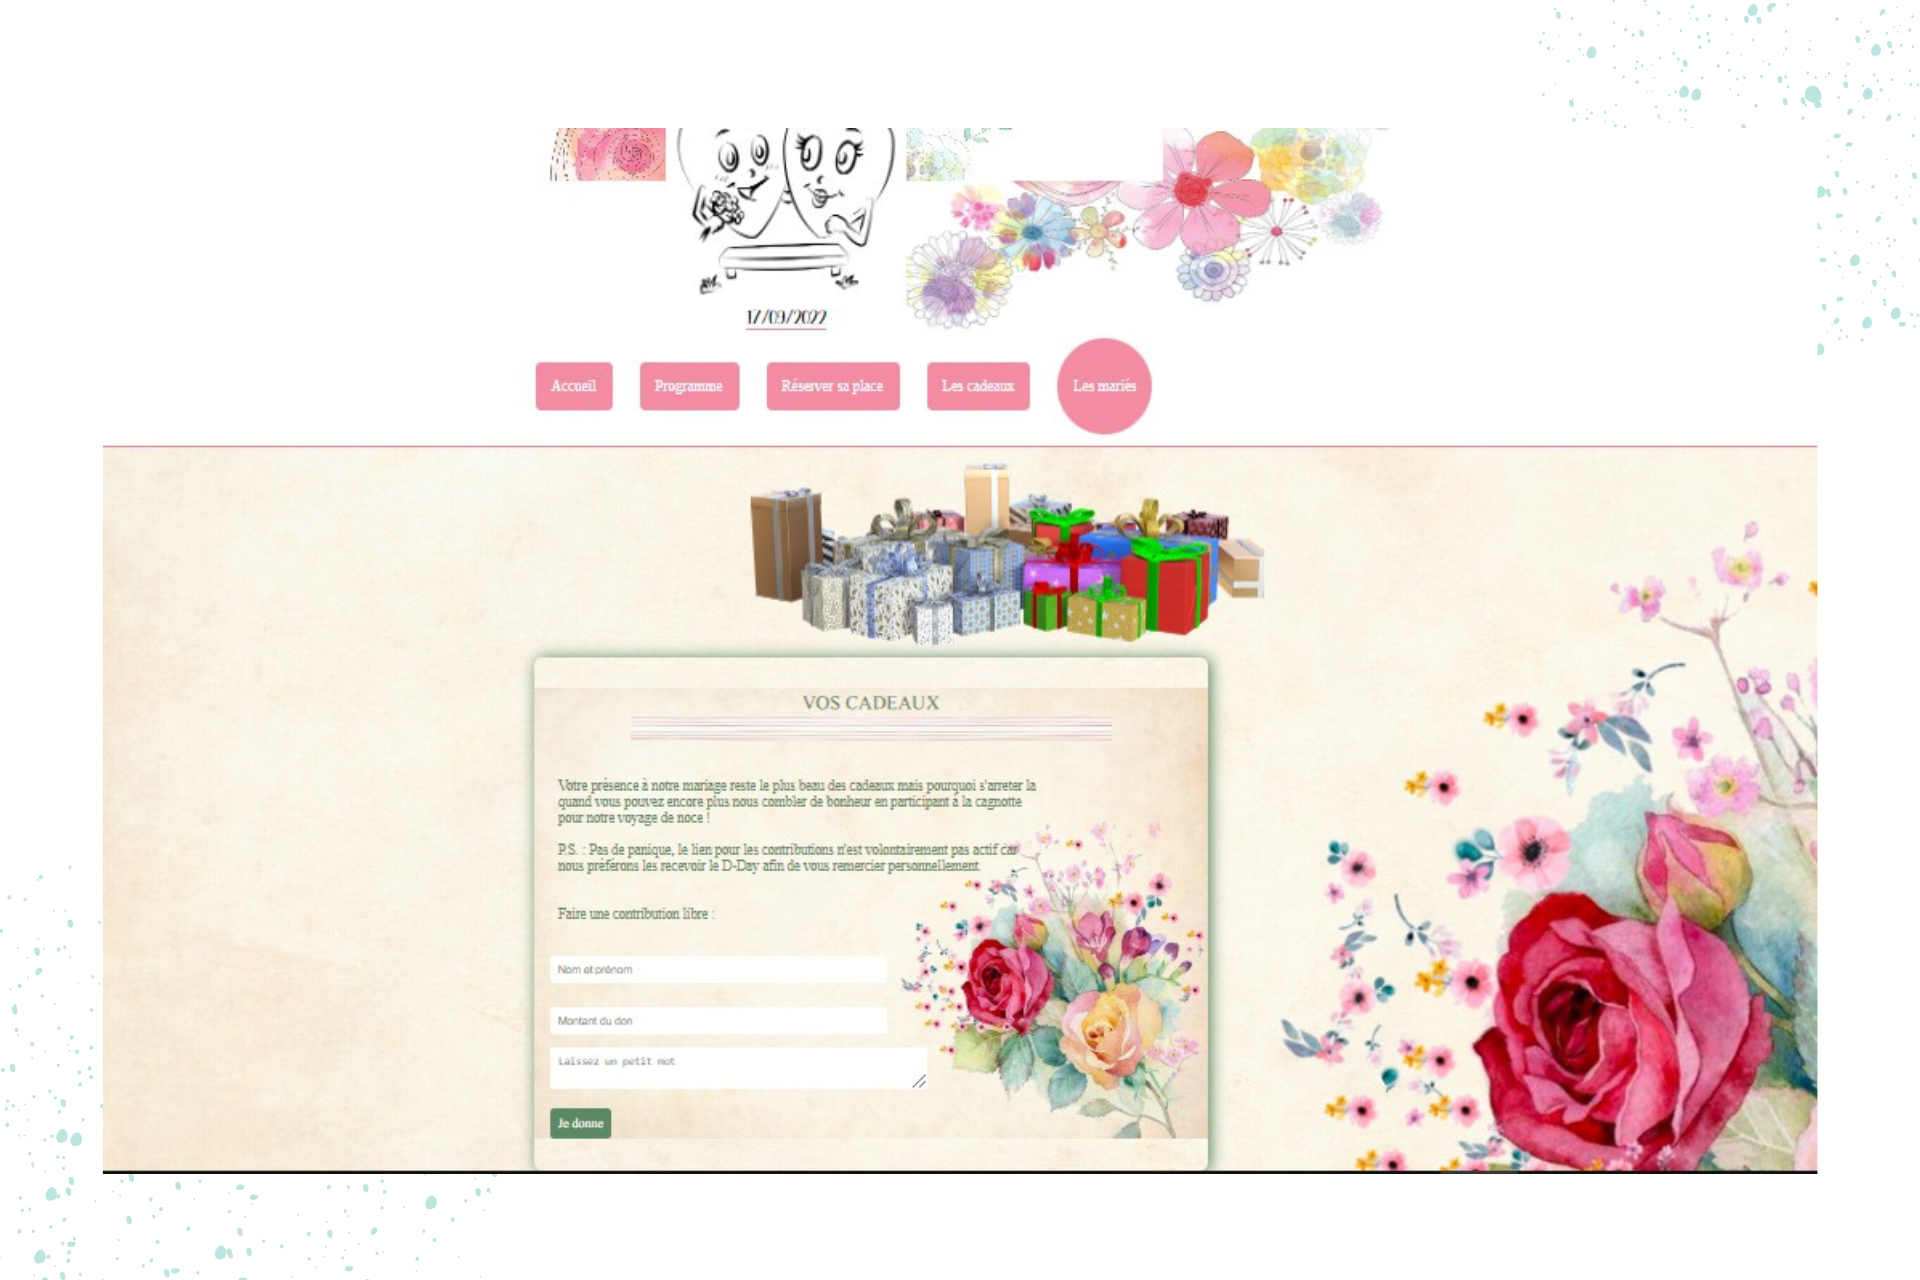 17/09/2022
Accueil
Programme
Réserver sa place
Les cadeaux
Les mariés
VOS CADEAUX
Votre présence à notre mariage reste le plus beau des cadeaux mais pourquoi s'arreter la
quand vous pouvez encore plus nous combler de bonheur en participant à la cagnotte
pour notre voyage de noce !
P.S. : Pas de panique, le lien pour les contributions n'est volontairement pas actif car
nous préférons les recevoir le D-Day afin de vous remercier personnellement.
Faire une contribution libre :
Nom et prénom
Montant du don
Laissez un petit mot
Je donne